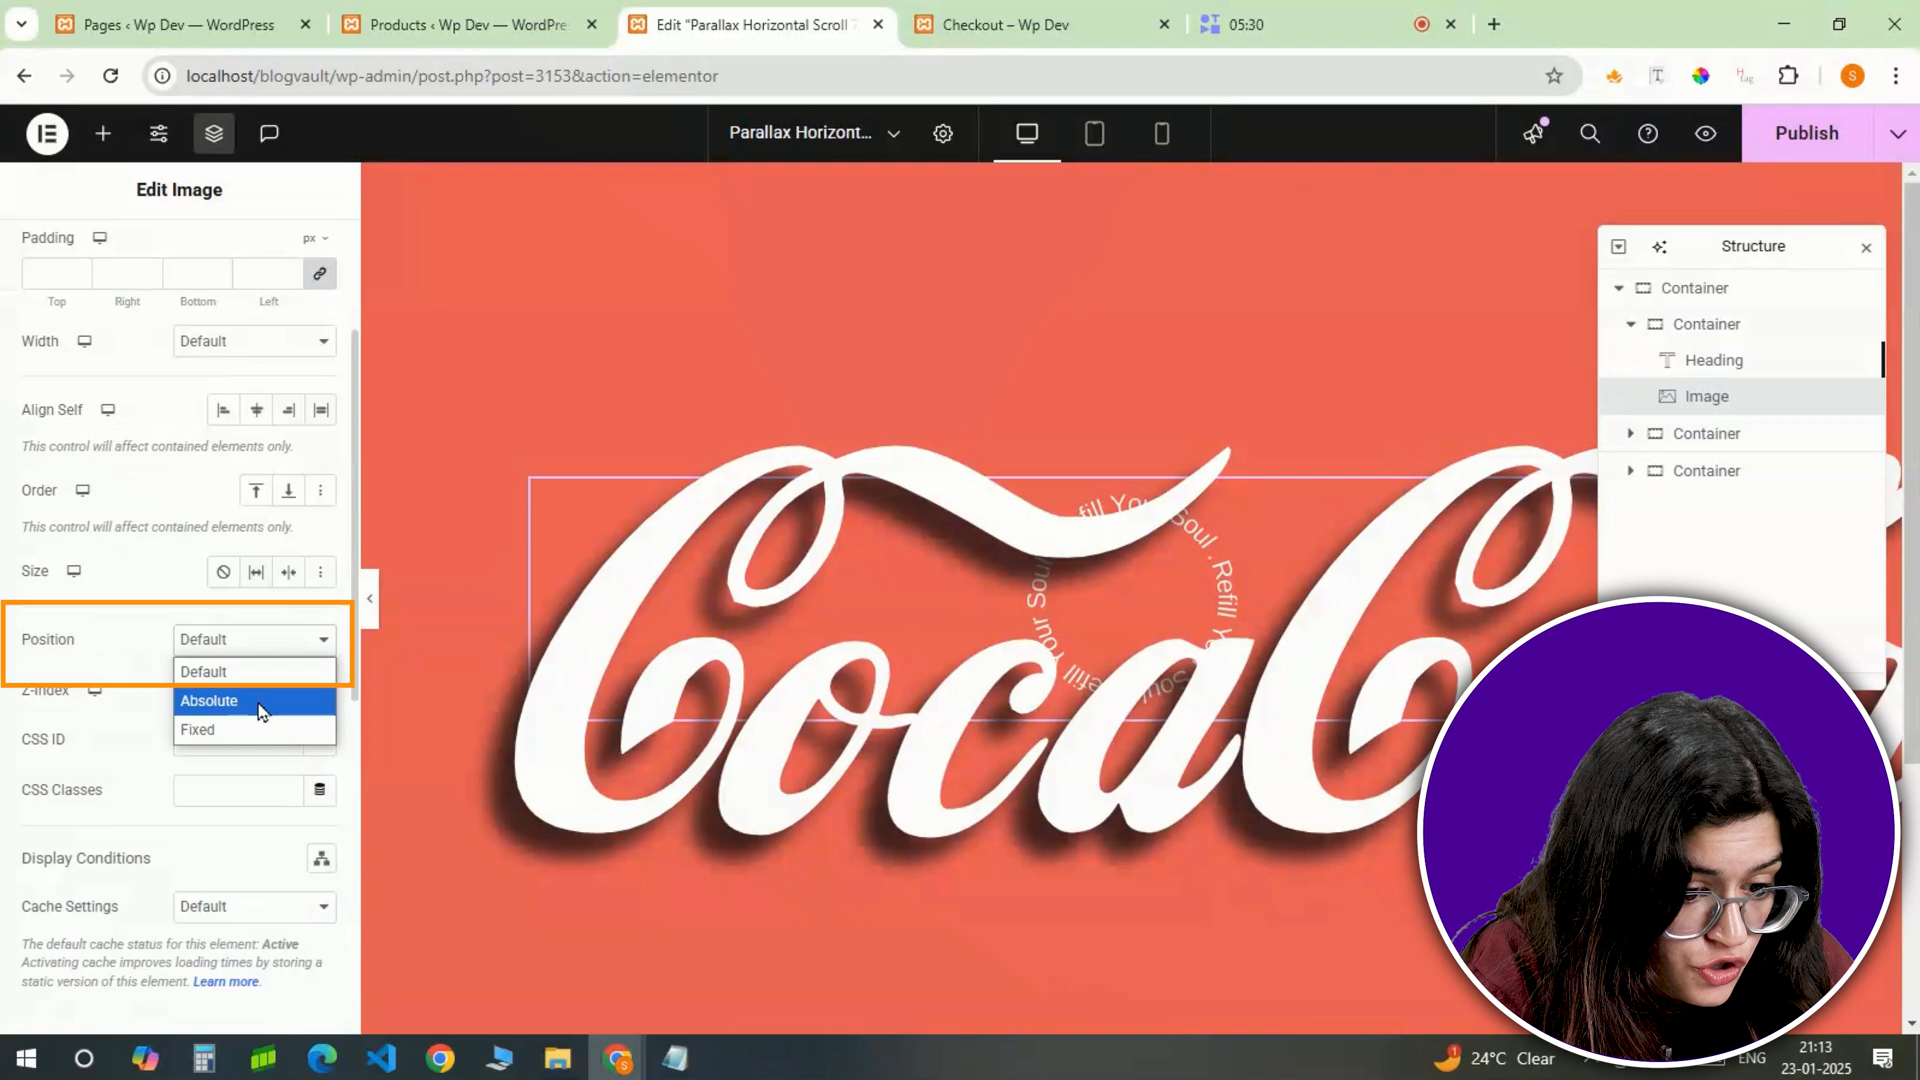 Pages ‹ Wp Dev — WordPress
Products ‹ Wp Dev — WordPre
Edit "Parallax Horizontal Scroll
Checkout – Wp Dev
05:30
localhost/blogvault/wp-admin/post.php?post=3153&action=elementor
S
Parallax Horizont...
Publish
Edit Image
Padding
px
Top
Right
Bottom
Left
Width
Default
Align Self
This control will affect contained elements only.
Order
This control will affect contained elements only.
Size
Position
Default
Default
Z-Index
Absolute
Fixed
CSS ID
CSS Classes
Display Conditions
Cache Settings
Default
The default cache status for this element: Active
Activating cache improves loading times by storing a
static version of this element. Learn more.
CocaC
Soul . Refill
Refill Your Soul
Structure
Container
Container
Heading
Image
Container
Container
24°C Clear
ENG
21:13
23-01-2025